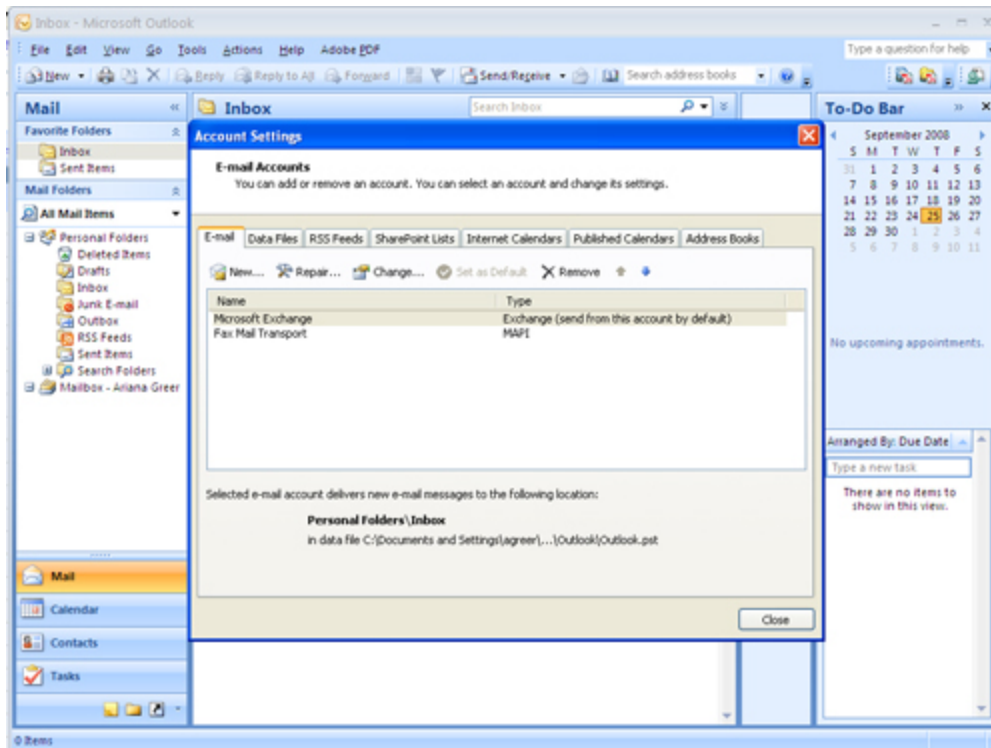 Inbox - Microsoft Outlook
File Edit View Go Tools Actions Help Adobe PDF
Type a question for help
New Reply Reply to All Forward Send/Receive Search address books
Mail
Favorite Folders
Inbox
Sent Items
Mail Folders
All Mail Items
Personal Folders
Deleted Items
Drafts
Inbox
Junk E-mail
Outbox
RSS Feeds
Sent Items
Search Folders
Mailbox - Ariana Greer
Mail
Calendar
Contacts
Tasks
0 Items
Inbox
Search Inbox
Account Settings
E-mail Accounts
You can add or remove an account. You can select an account and change its settings.
E-mail Data Files RSS Feeds SharePoint Lists Internet Calendars Published Calendars Address Books
New... Repair... Change... Set as Default Remove
Name Type
Microsoft Exchange Exchange (send from this account by default)
Fax Mail Transport MAPI
Selected e-mail account delivers new e-mail messages to the following location:
Personal Folders\Inbox
in data file C:\Documents and Settings\agreer\...\Outlook\Outlook.pst
Close
To-Do Bar
September 2008
S M T W T F S
31 1 2 3 4 5 6
7 8 9 10 11 12 13
14 15 16 17 18 19 20
21 22 23 24 25 26 27
28 29 30 1 2 3 4
5 6 7 8 9 10 11
No upcoming appointments.
Arranged By: Due Date
Type a new task
There are no items to
show in this view.